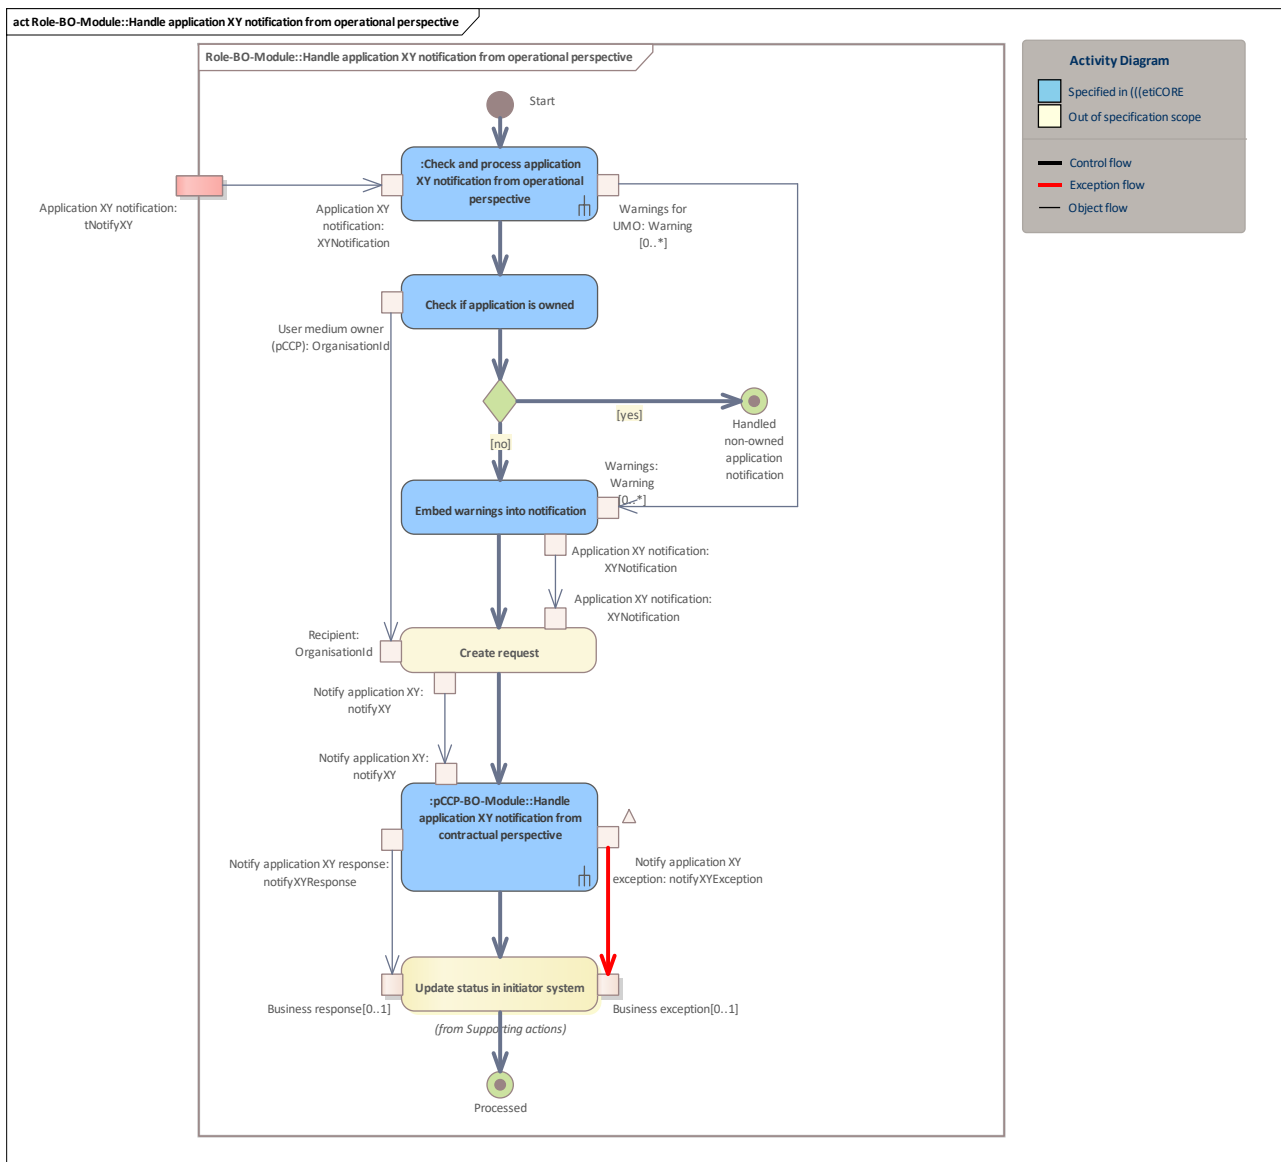 act Role-BO-Module::Handle application XY notification from operational perspective
Role-BO-Module::Handle application XY notification from operational perspective
Activity Diagram
Specified in (((etiCORE
Out of specification scope
Control flow
Exception flow
Object flow
Start
:Check and process application
XY notification from operational
perspective
Application XY notification:
tNotifyXY
Application XY
notification:
XYNotification
Warnings for
UMO: Warning
[0..*]
Check if application is owned
User medium owner
(pCCP): OrganisationId
[yes]
[no]
Handled
non-owned
application
notification
Warnings:
Warning
[0..*]
Embed warnings into notification
Application XY notification:
XYNotification
Application XY notification:
XYNotification
Recipient:
OrganisationId
Create request
Notify application XY:
notifyXY
Notify application XY:
notifyXY
:pCCP-BO-Module::Handle
application XY notification from
contractual perspective
Notify application XY response:
notifyXYResponse
Notify application XY
exception: notifyXYException
Update status in initiator system
Business response[0..1]
Business exception[0..1]
(from Supporting actions)
Processed